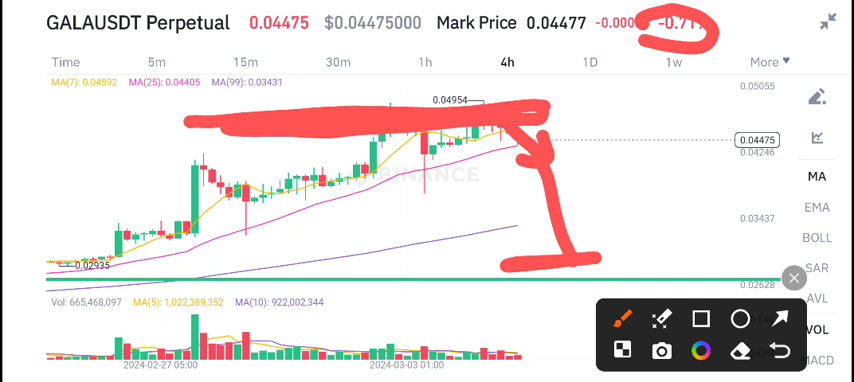 GALAUSDT Perpetual 0.04475 $0.04475000 Mark Price 0.04477
Time 5m 15m 30m 1h 4h 1D 1w More
MA(7): 0.04592 MA(25): 0.04405 MA(99): 0.03431
0.05055
0.04954
0.04475
0.04246
BINANCE
0.03437
0.02935
0.02628
MA
EMA
BOLL
SAR
AVL
VOL
MACD
Vol: 665,468,097 MA(5): 1,022,389,352 MA(10): 922,002,344
2024-02-27 05:00 2024-03-03 01:00